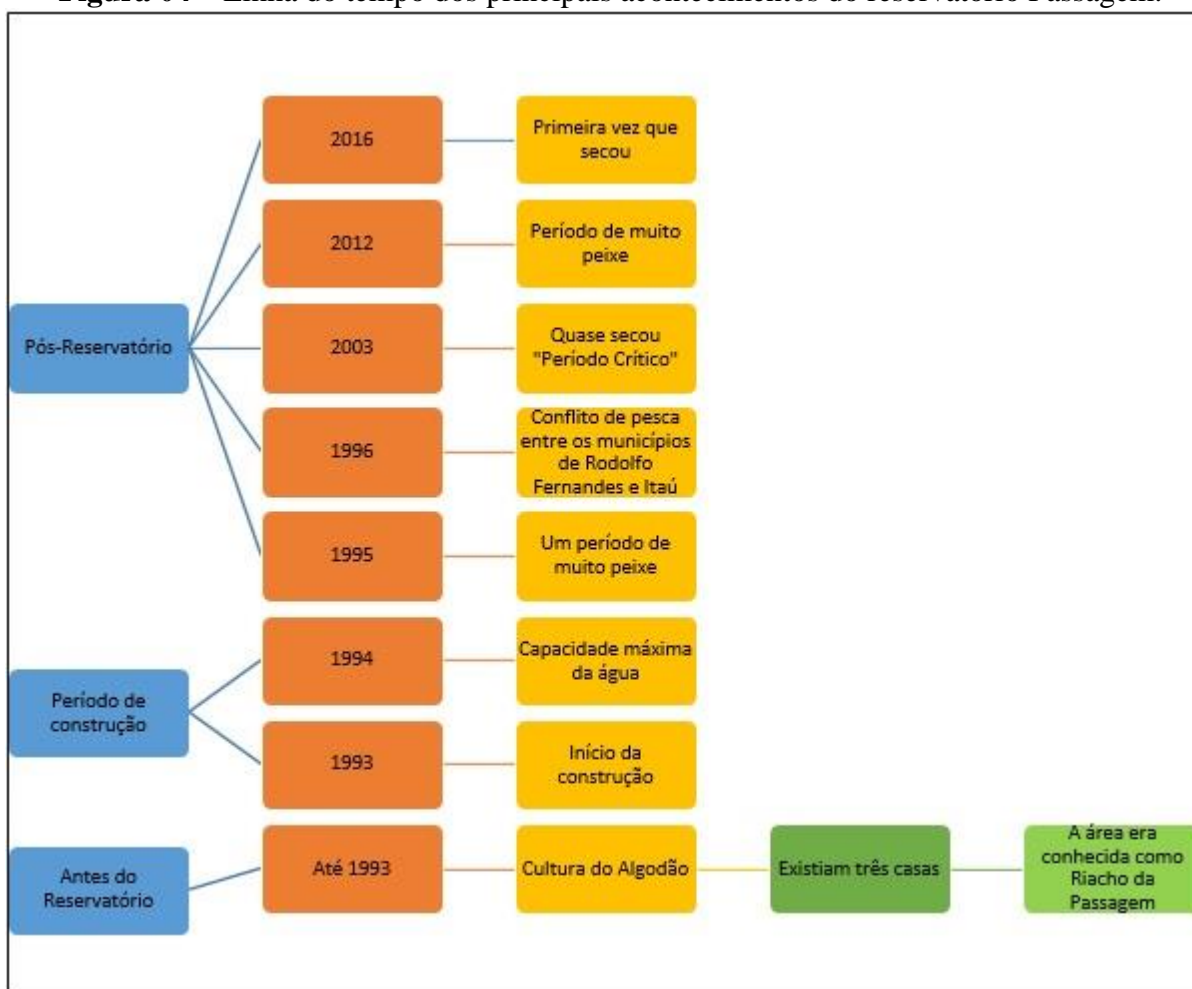 2016
Primeira vez que
secou
2012
Período de muito
peixe
Pós-Reservatório
2003
Quase secou
"Período Crítico"
1996
Conflito de pesca
entre os municípios
de Rodolfo
Fernandes e Itaú
1995
Um período de
muito peixe
Período de
construção
1994
Capacidade máxima
da água
1993
Início da
construção
Antes do
Reservatório
Até 1993
Cultura do Algodão
Existiam três casas
A área era
conhecida como
Riacho da
Passagem